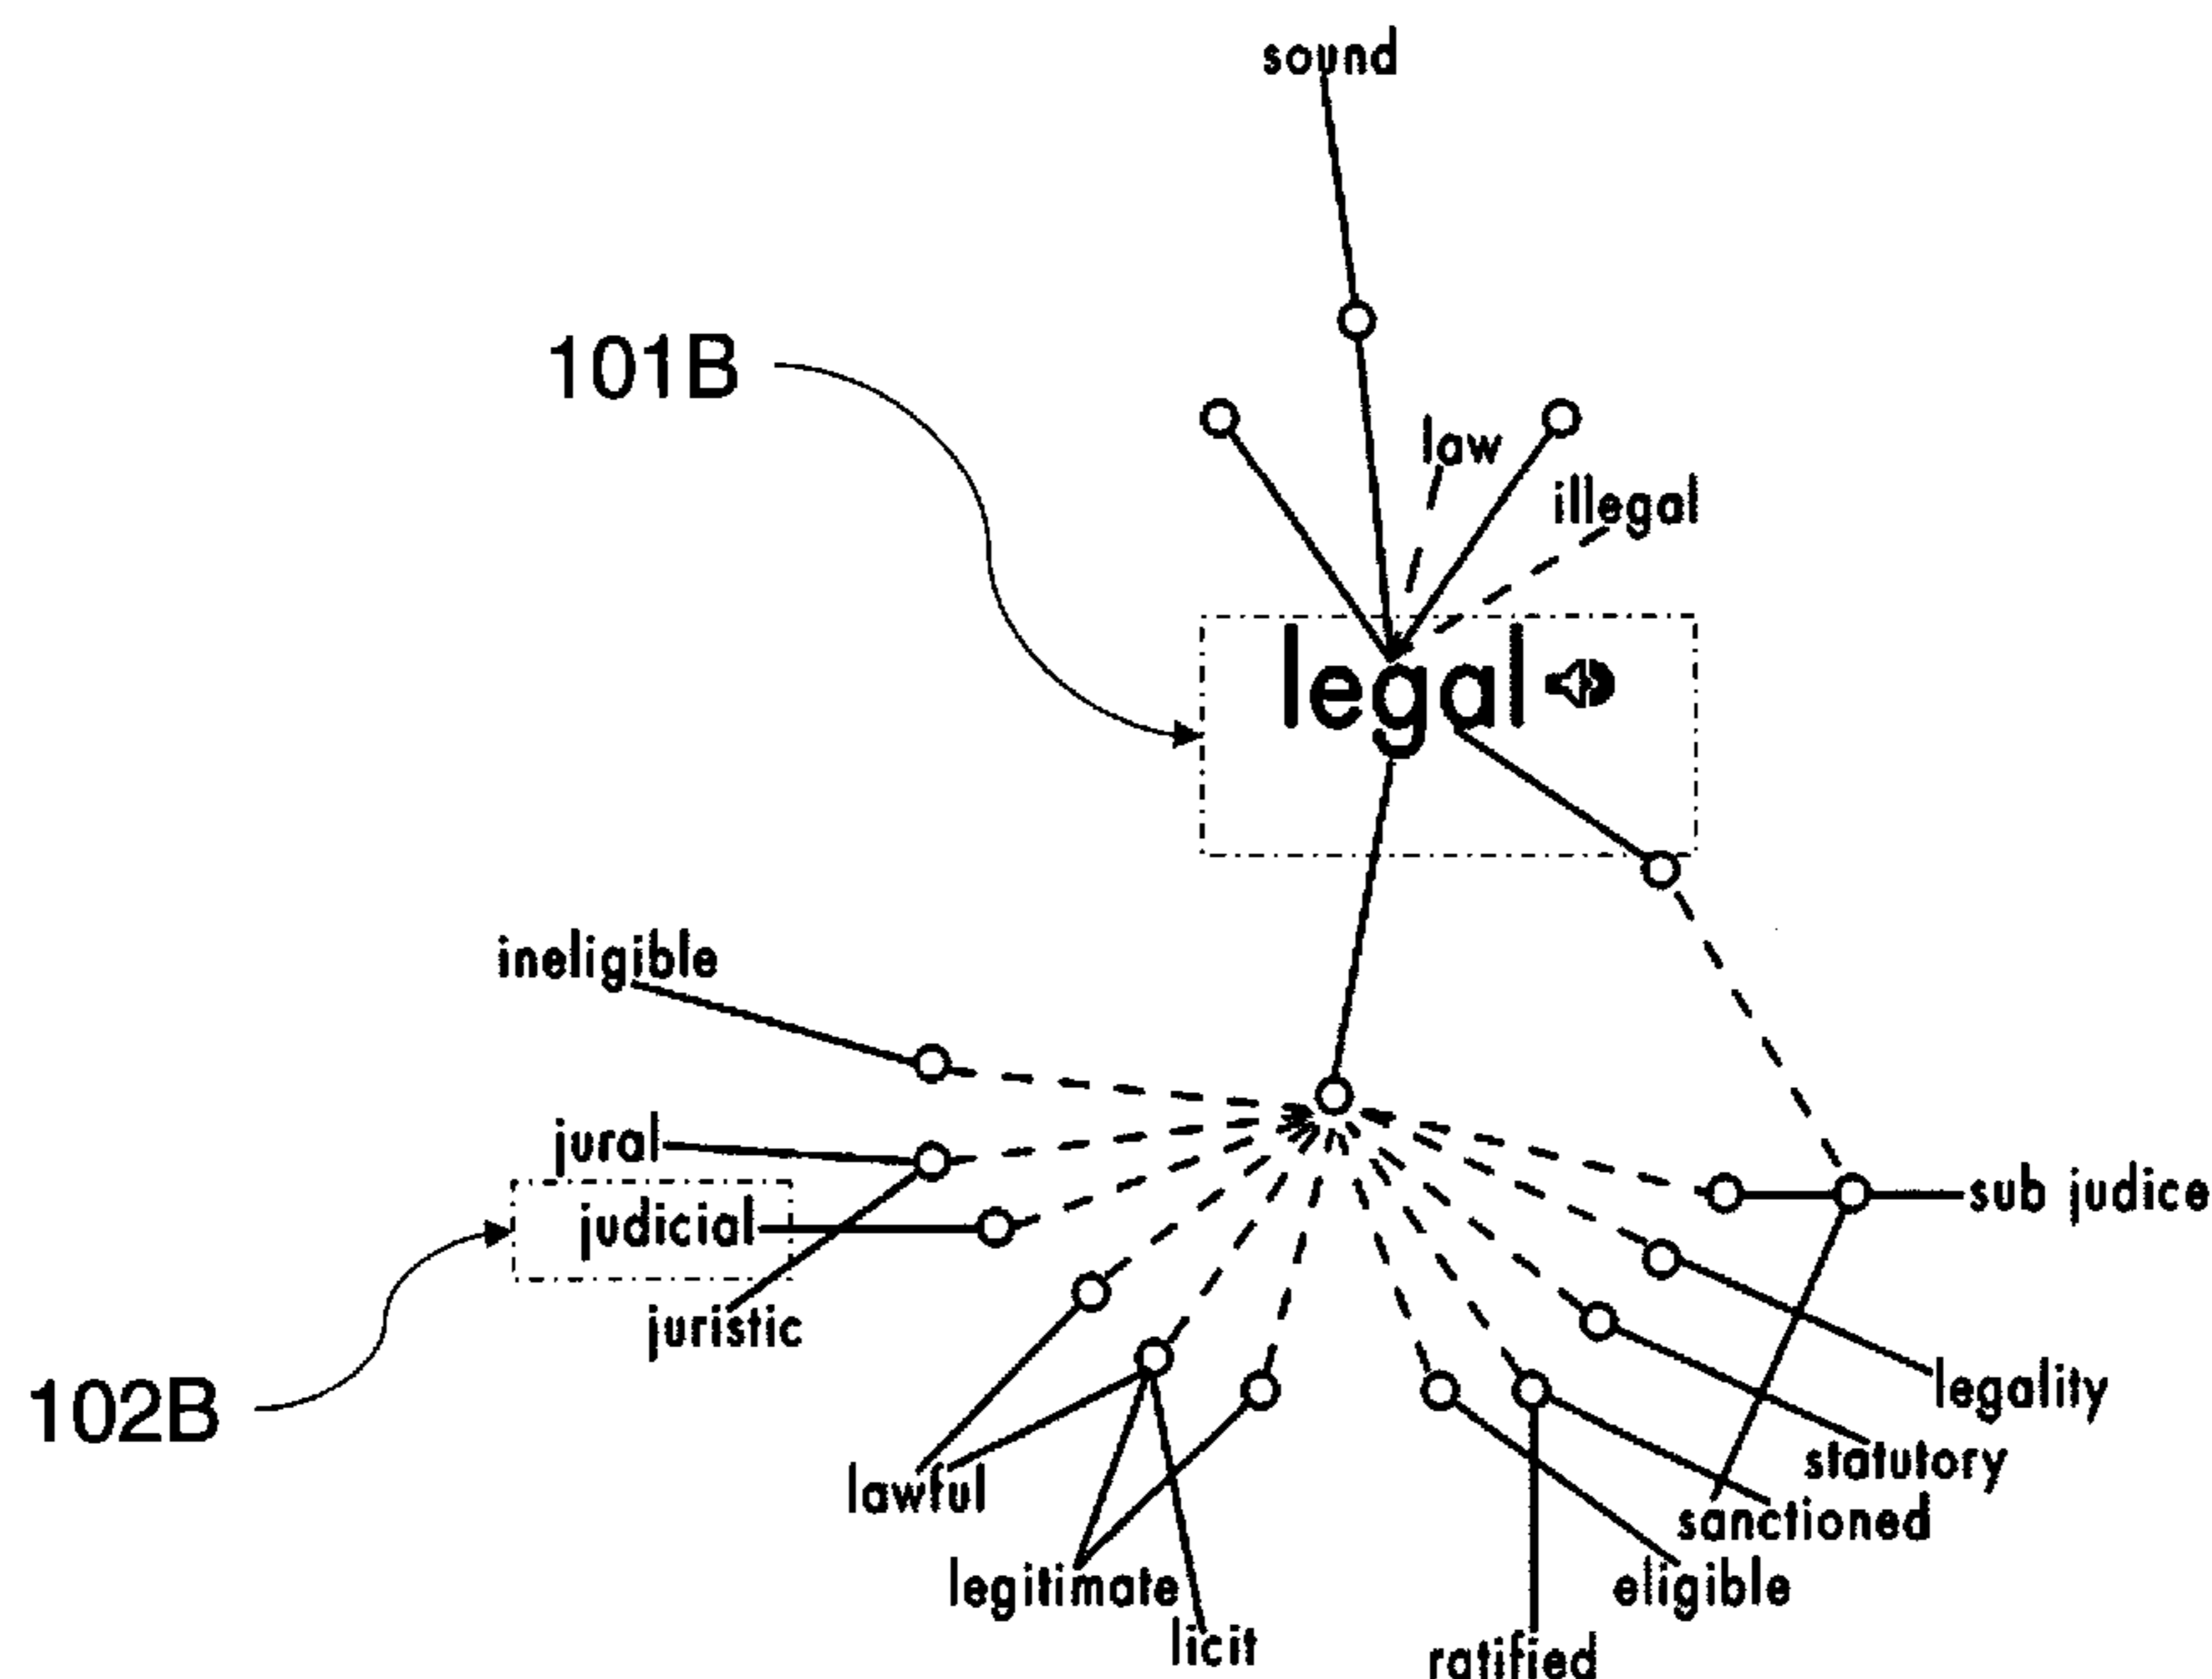 sound
101B
law
illegal
legal
ineligible
jural
judicial
sub judice
juristic
102B
legality
statutory
lawful
sanctioned
legitimate
eligible
licit
ratified